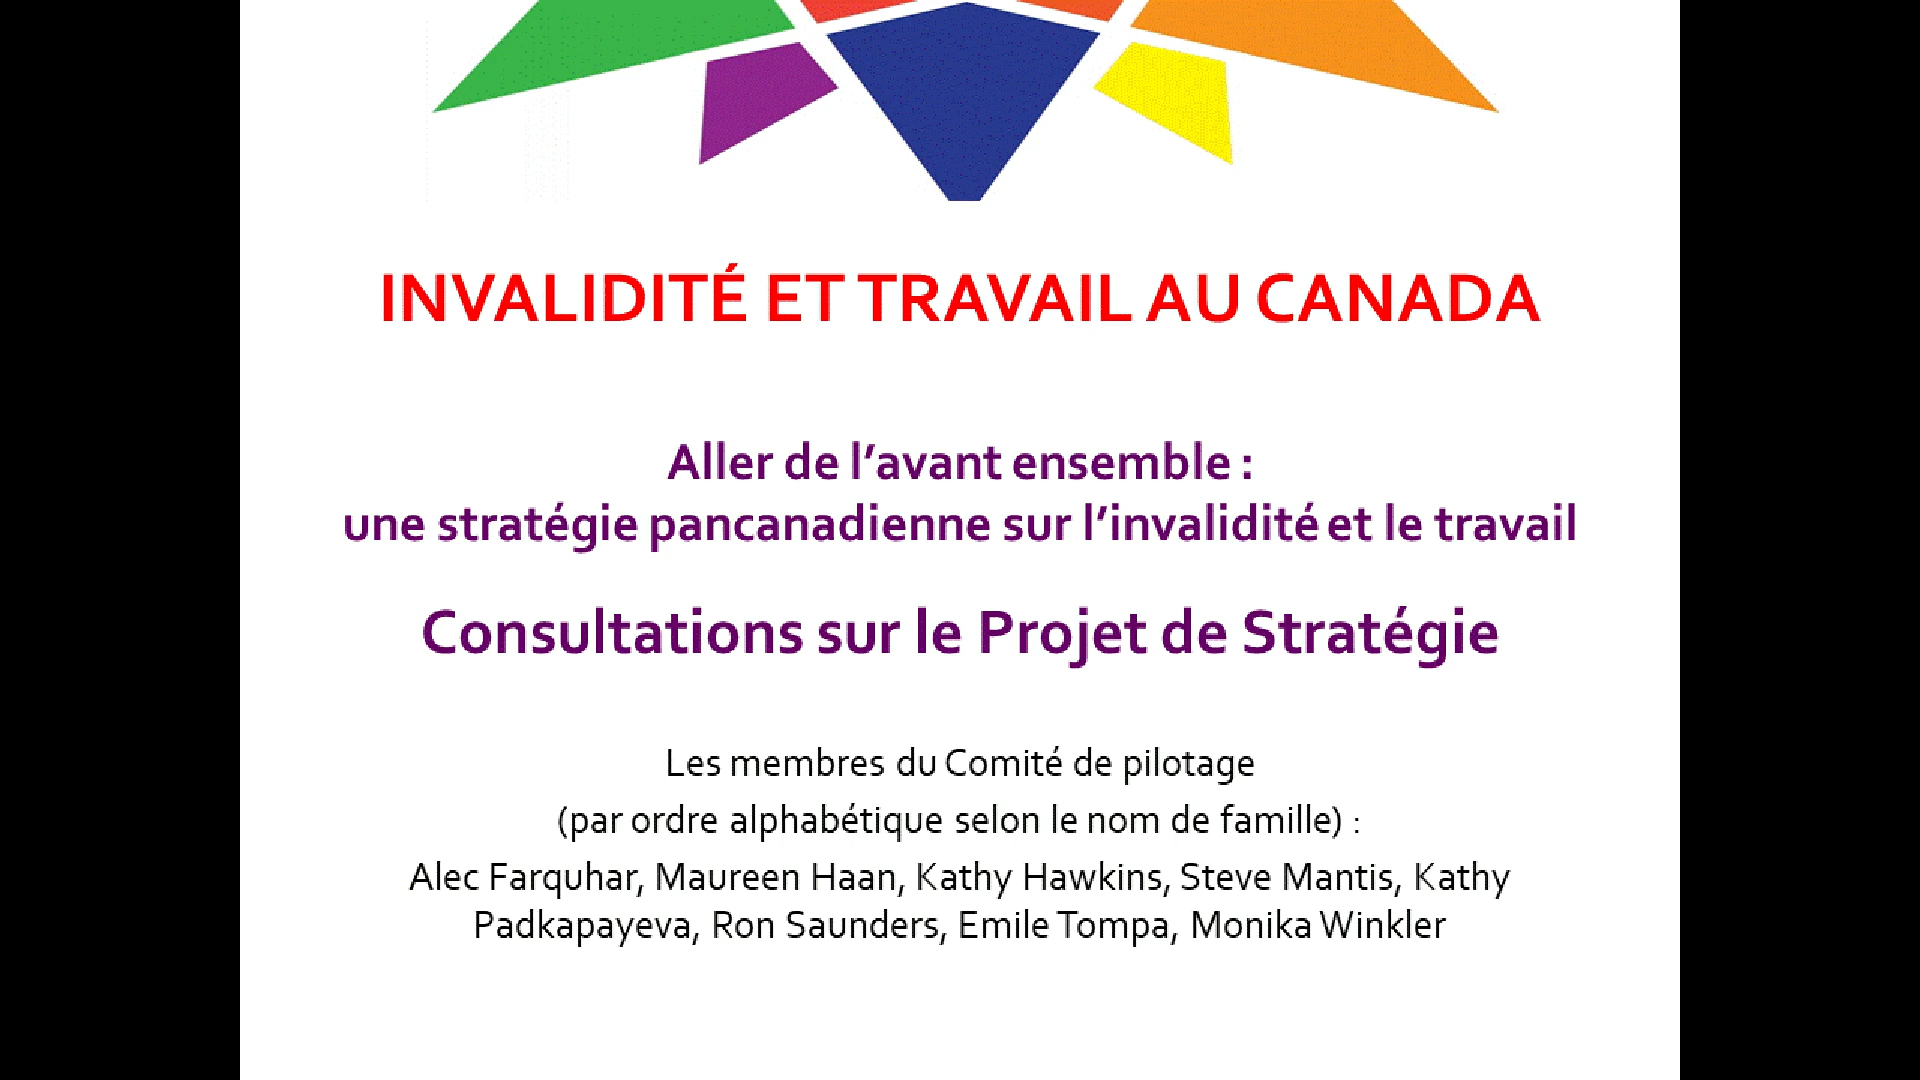 INVALIDITÉ ET TRAVAIL AU CANADA
Aller de l’avant ensemble :
une stratégie pancanadienne sur l’invalidité et le travail
Consultations sur le Projet de Stratégie
Les membres du Comité de pilotage
(par ordre alphabétique selon le nom de famille) :
Alec Farquhar, Maureen Haan, Kathy Hawkins, Steve Mantis, Kathy
Padkapayeva, Ron Saunders, Emile Tompa, Monika Winkler